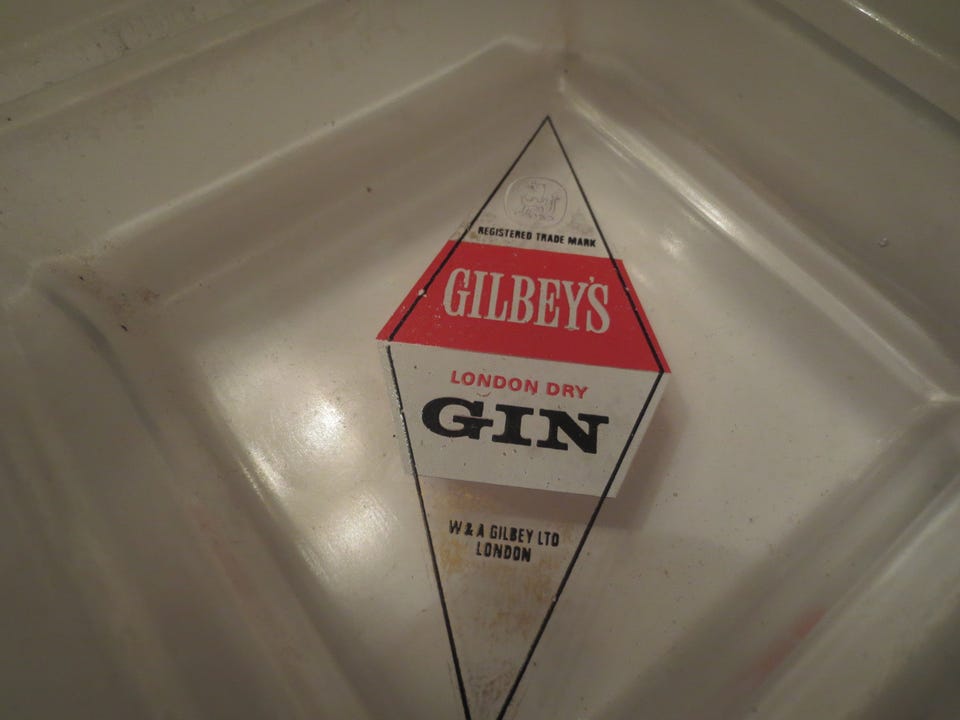 REGISTERED TRADE MARK
GILBEY'S
LONDON DRY
GIN
W & A GILBEY LTD
LONDON